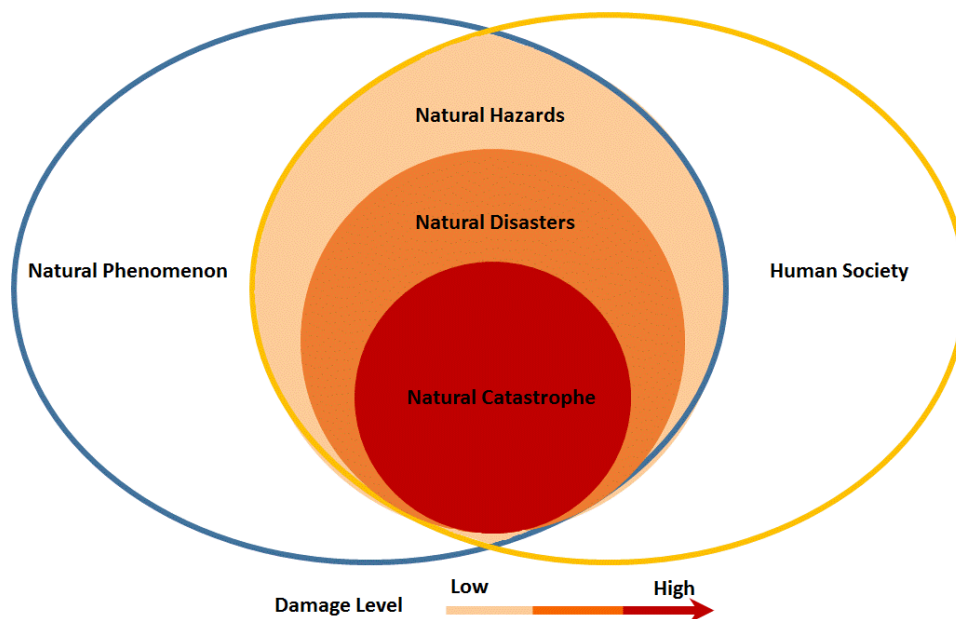 Natural Hazards
Natural Disasters
Natural Phenomenon
Human Society
Natural Catastrophe
Low
High
Damage Level